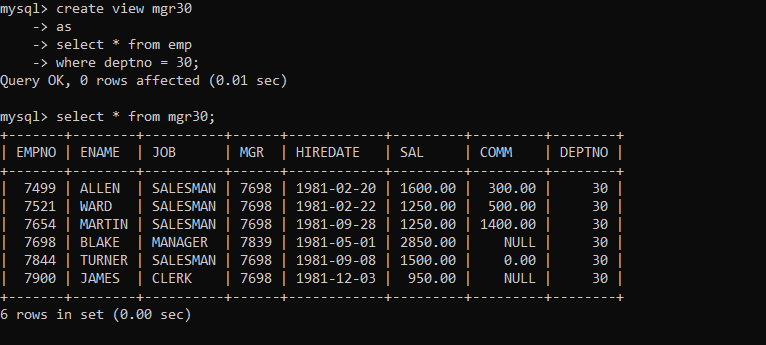 mysql> create view mgr30
    -> as
    -> select * from emp
    -> where deptno = 30;
Query OK, 0 rows affected (0.01 sec)

mysql> select * from mgr30;
+-------+--------+----------+------+------------+---------+---------+--------+
| EMPNO | ENAME  | JOB      | MGR  | HIREDATE   | SAL     | COMM    | DEPTNO |
+-------+--------+----------+------+------------+---------+---------+--------+
|  7499 | ALLEN  | SALESMAN | 7698 | 1981-02-20 | 1600.00 |  300.00 |     30 |
|  7521 | WARD   | SALESMAN | 7698 | 1981-02-22 | 1250.00 |  500.00 |     30 |
|  7654 | MARTIN | SALESMAN | 7698 | 1981-09-28 | 1250.00 | 1400.00 |     30 |
|  7698 | BLAKE  | MANAGER  | 7839 | 1981-05-01 | 2850.00 |    NULL |     30 |
|  7844 | TURNER | SALESMAN | 7698 | 1981-09-08 | 1500.00 |    0.00 |     30 |
|  7900 | JAMES  | CLERK    | 7698 | 1981-12-03 |  950.00 |    NULL |     30 |
+-------+--------+----------+------+------------+---------+---------+--------+
6 rows in set (0.00 sec)